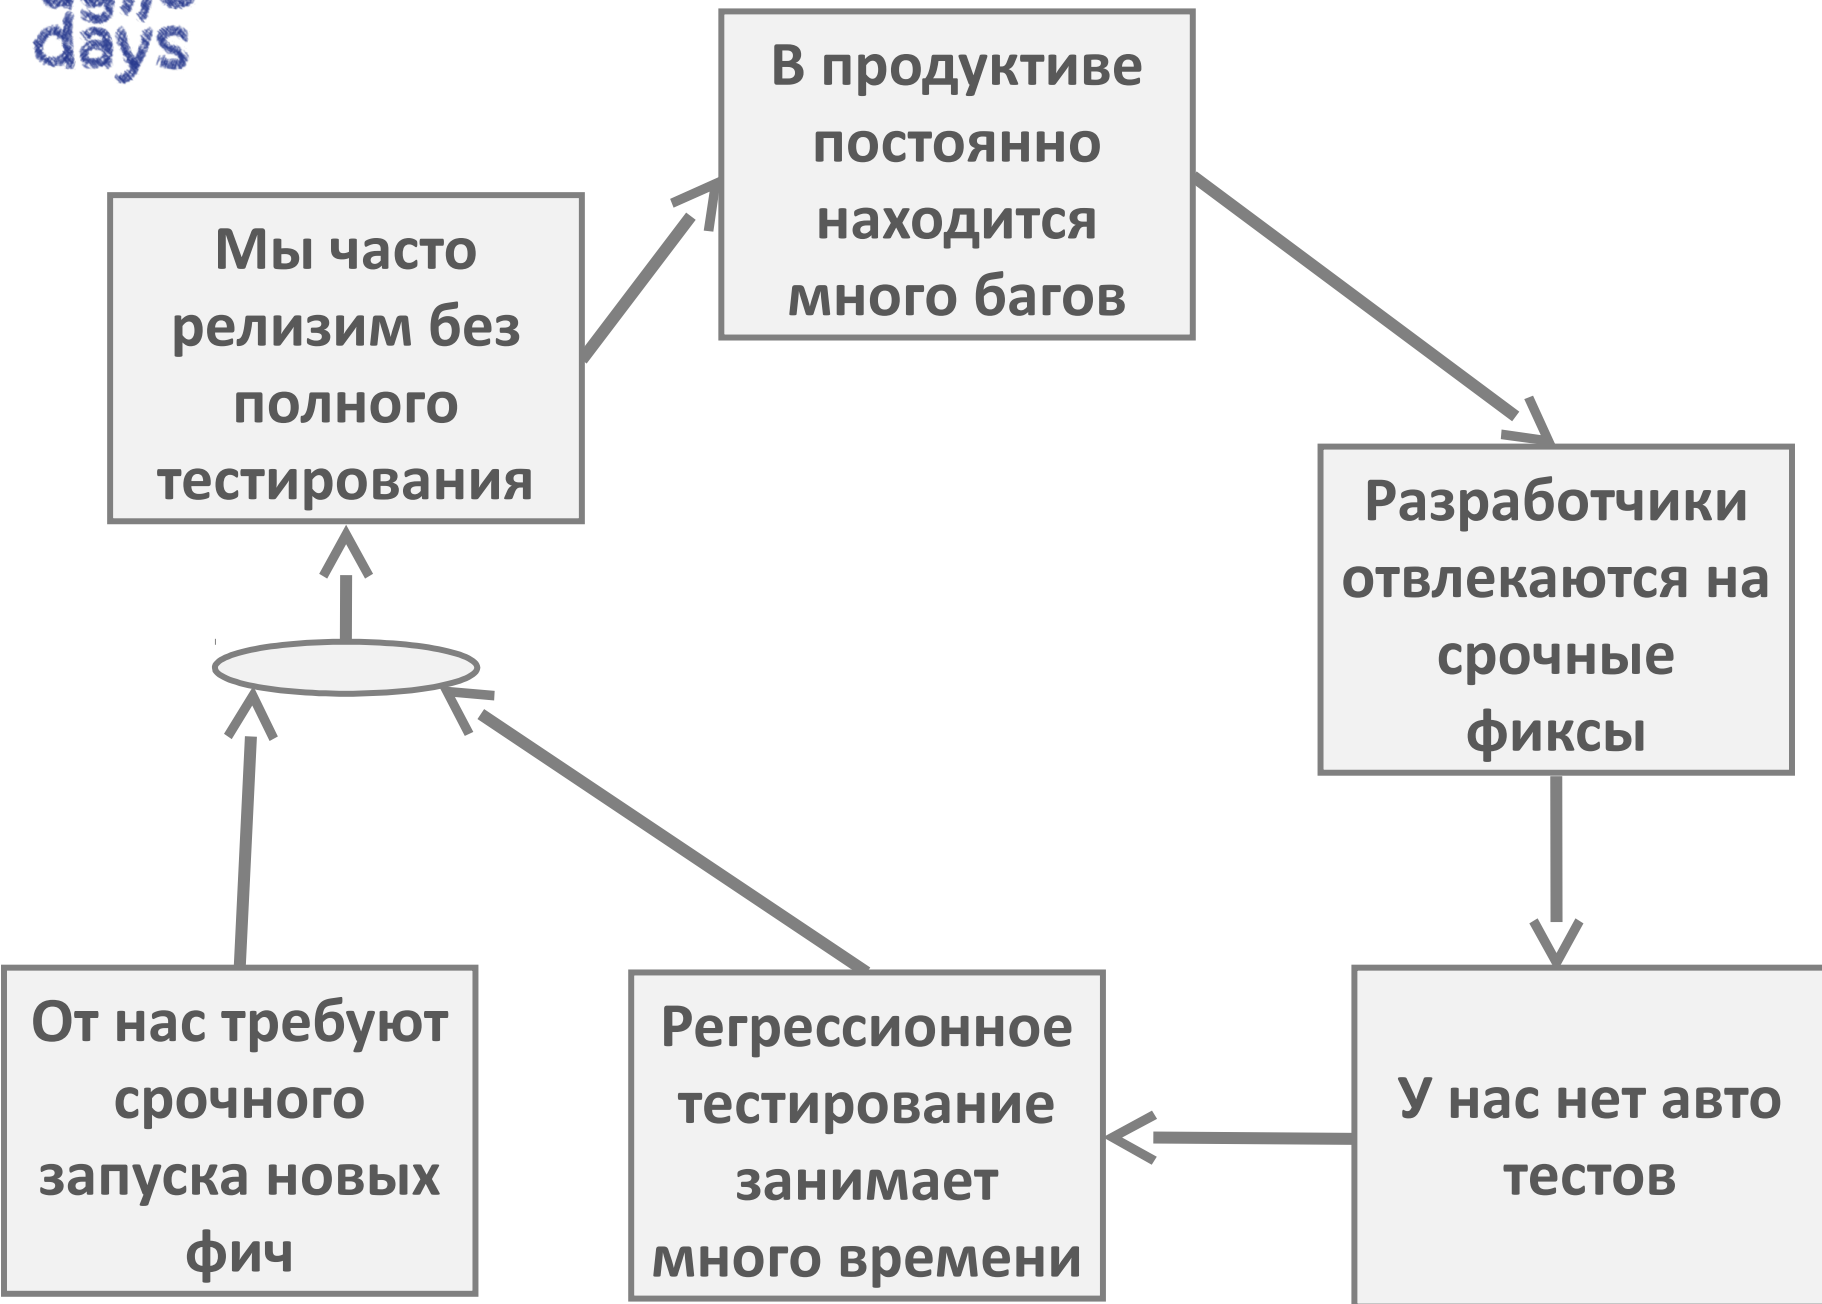 days
В продуктиве
постоянно
находится
много багов
Мы часто
релизим без
полного
тестирования
Разработчики
отвлекаются на
срочные
фиксы
От нас требуют
срочного
запуска новых
фич
Регрессионное
тестирование
занимает
много времени
У нас нет авто
тестов